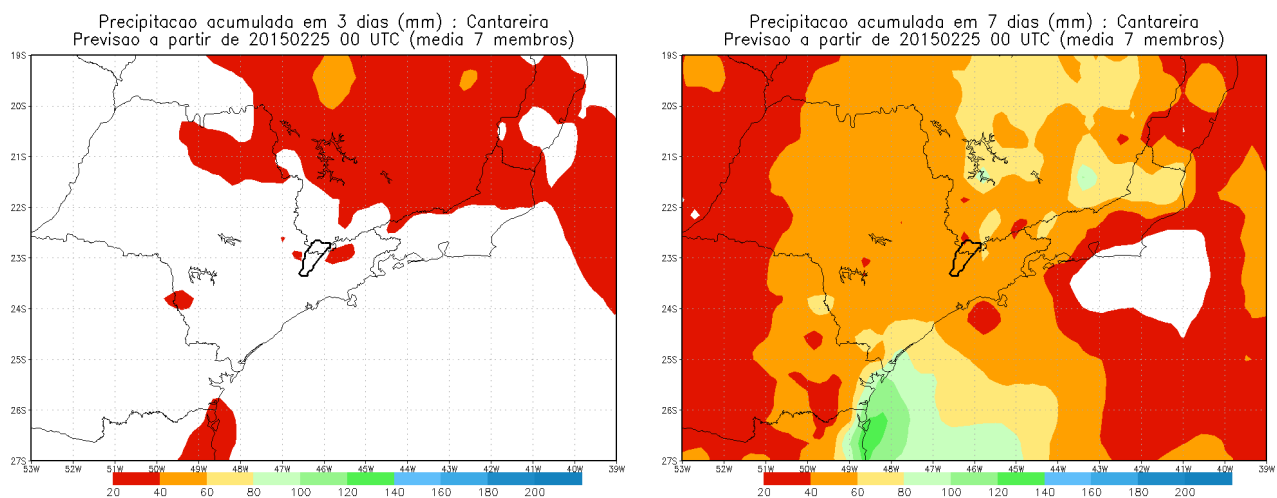 Precipitacao acumulada em 3 dias (mm) : Cantareira
Previsao a partir de 20150225 00 UTC (media 7 membros)
19S
20S
21S
22S
23S
24S
25S
26S
27S
53W 52W 51W 50W 49W 48W 47W 46W 45W 44W 43W 42W 41W 40W 39W
20 40 60 80 100 120 140 160 180 200
Precipitacao acumulada em 7 dias (mm) : Cantareira
Previsao a partir de 20150225 00 UTC (media 7 membros)
19S
20S
21S
22S
23S
24S
25S
26S
27S
53W 52W 51W 50W 49W 48W 47W 46W 45W 44W 43W 42W 41W 40W 39W
20 40 60 80 100 120 140 160 180 200